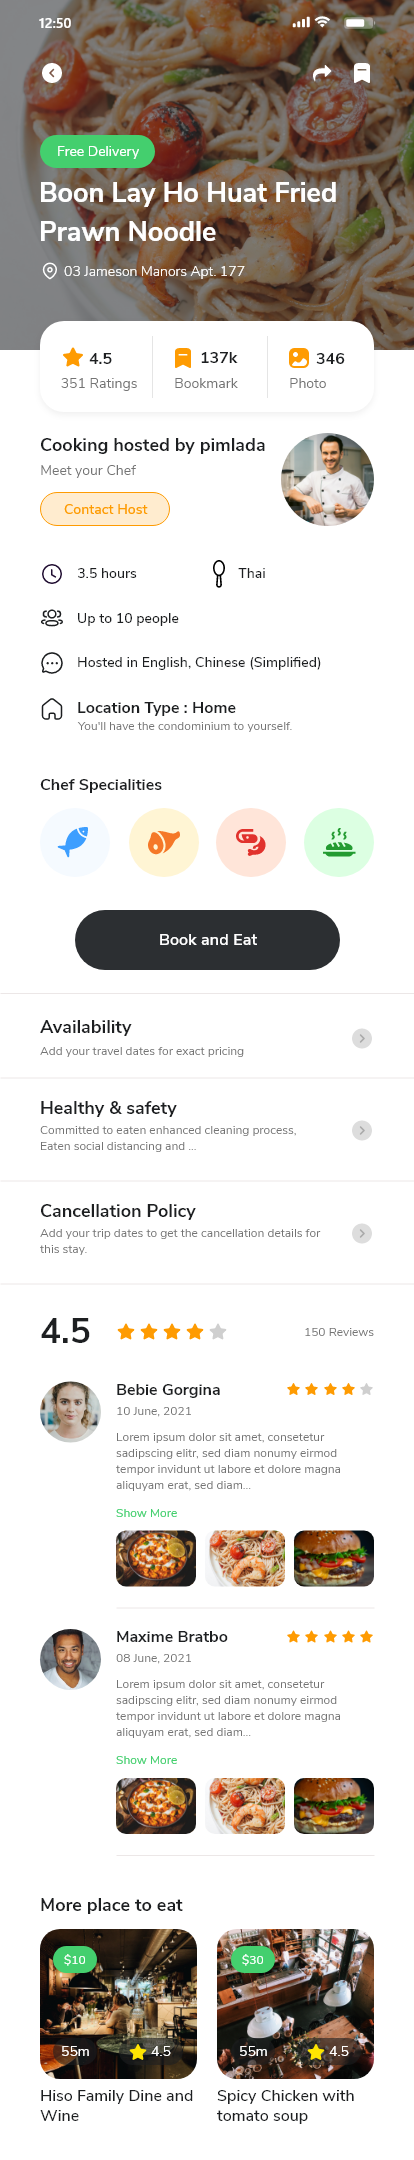 12:50
Free Delivery
Boon Lay Ho Huat Fried
Prawn Noodle
03 Jameson Manors Apt. 177
4.5
351 Ratings
137k
Bookmark
346
Photo
Cooking hosted by pimlada
Meet your Chef
Contact Host
3.5 hours
Thai
Up to 10 people
Hosted in English, Chinese (Simplified)
Location Type : Home
You'll have the condominium to yourself.
Chef Specialities
Book and Eat
Availability
Add your travel dates for exact pricing
Healthy & safety
Committed to eaten enhanced cleaning process,
Eaten social distancing and ...
Cancellation Policy
Add your trip dates to get the cancellation details for
this stay.
4.5
150 Reviews
Bebie Gorgina
10 June, 2021
Lorem ipsum dolor sit amet, consetetur
sadipscing elitr, sed diam nonumy eirmod
tempor invidunt ut labore et dolore magna
aliquyam erat, sed diam...
Show More
Maxime Bratbo
08 June, 2021
Lorem ipsum dolor sit amet, consetetur
sadipscing elitr, sed diam nonumy eirmod
tempor invidunt ut labore et dolore magna
aliquyam erat, sed diam...
Show More
More place to eat
$10
55m
4.5
Hiso Family Dine and
Wine
$30
55m
4.5
Spicy Chicken with
tomato soup